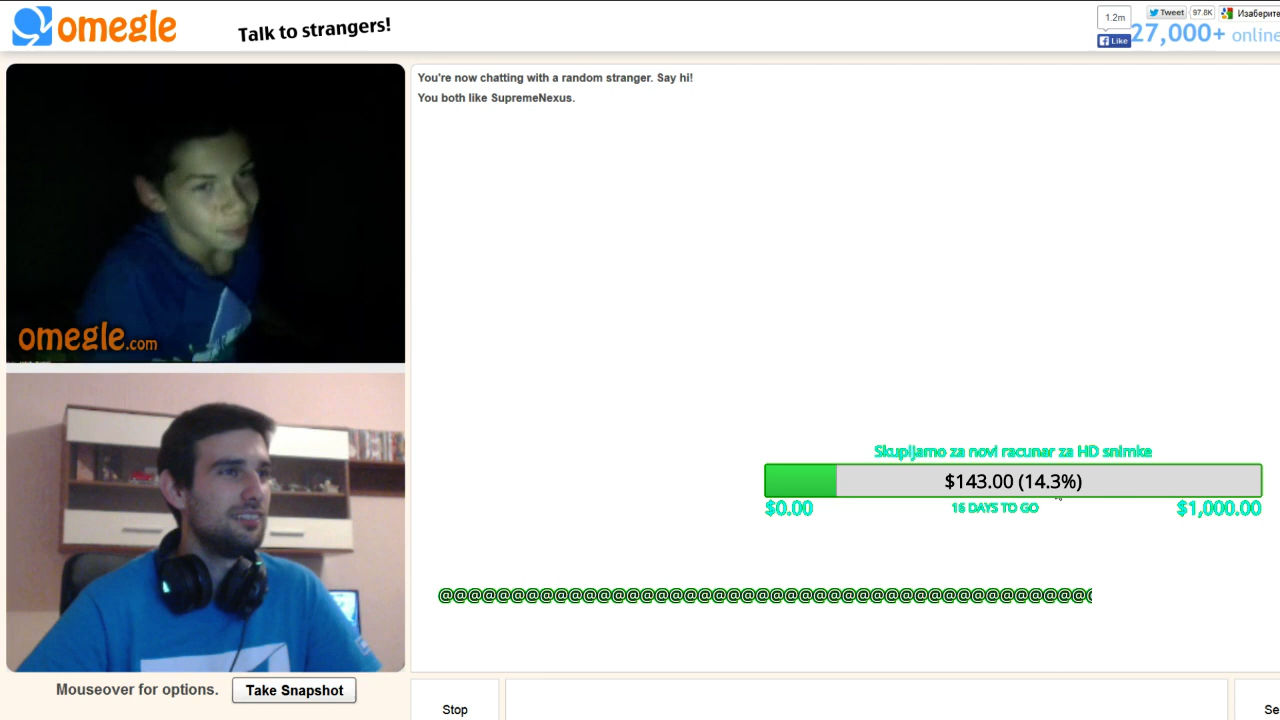 omegle
Talk to strangers!
1.2m
Like
Tweet
97.8K
Изаберите
27,000+ online
You're now chatting with a random stranger. Say hi!
You both like SupremeNexus.
omegle.com
Skupljamo za novi racunar za HD snimke
$143.00 (14.3%)
$0.00
16 DAYS TO GO
$1,000.00
@@@@@@@@@@@@@@@@@@@@@@@@@@@@@@@@@@@@@@@@@@@@@
Mouseover for options.
Take Snapshot
Stop
Se